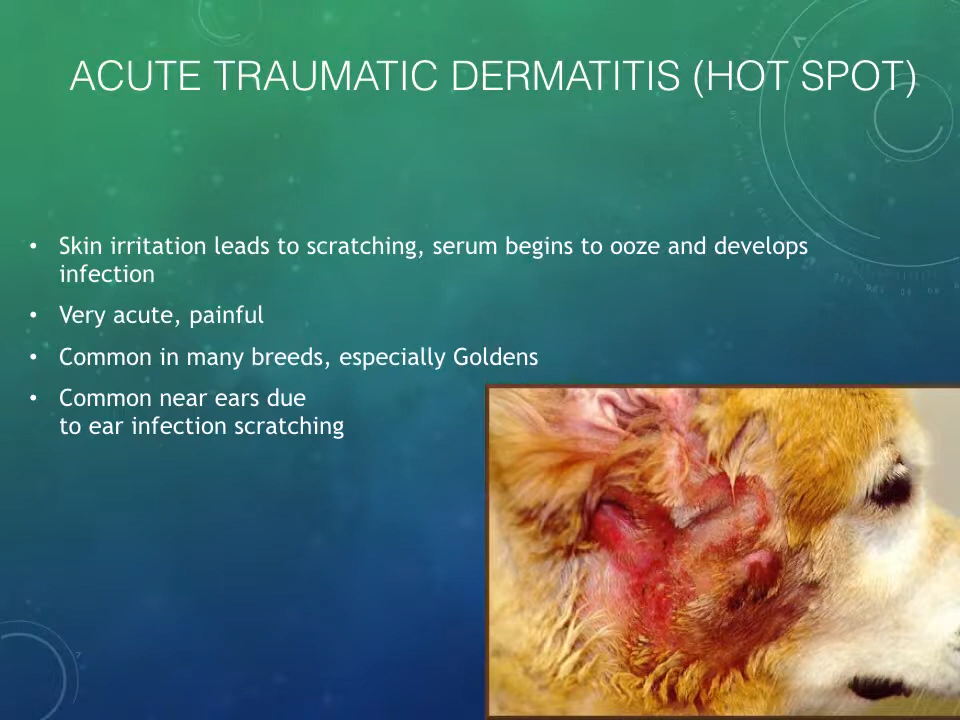 ACUTE TRAUMATIC DERMATITIS (HOT SPOT)
• Skin irritation leads to scratching, serum begins to ooze and develops
infection
• Very acute, painful
• Common in many breeds, especially Goldens
• Common near ears due
to ear infection scratching